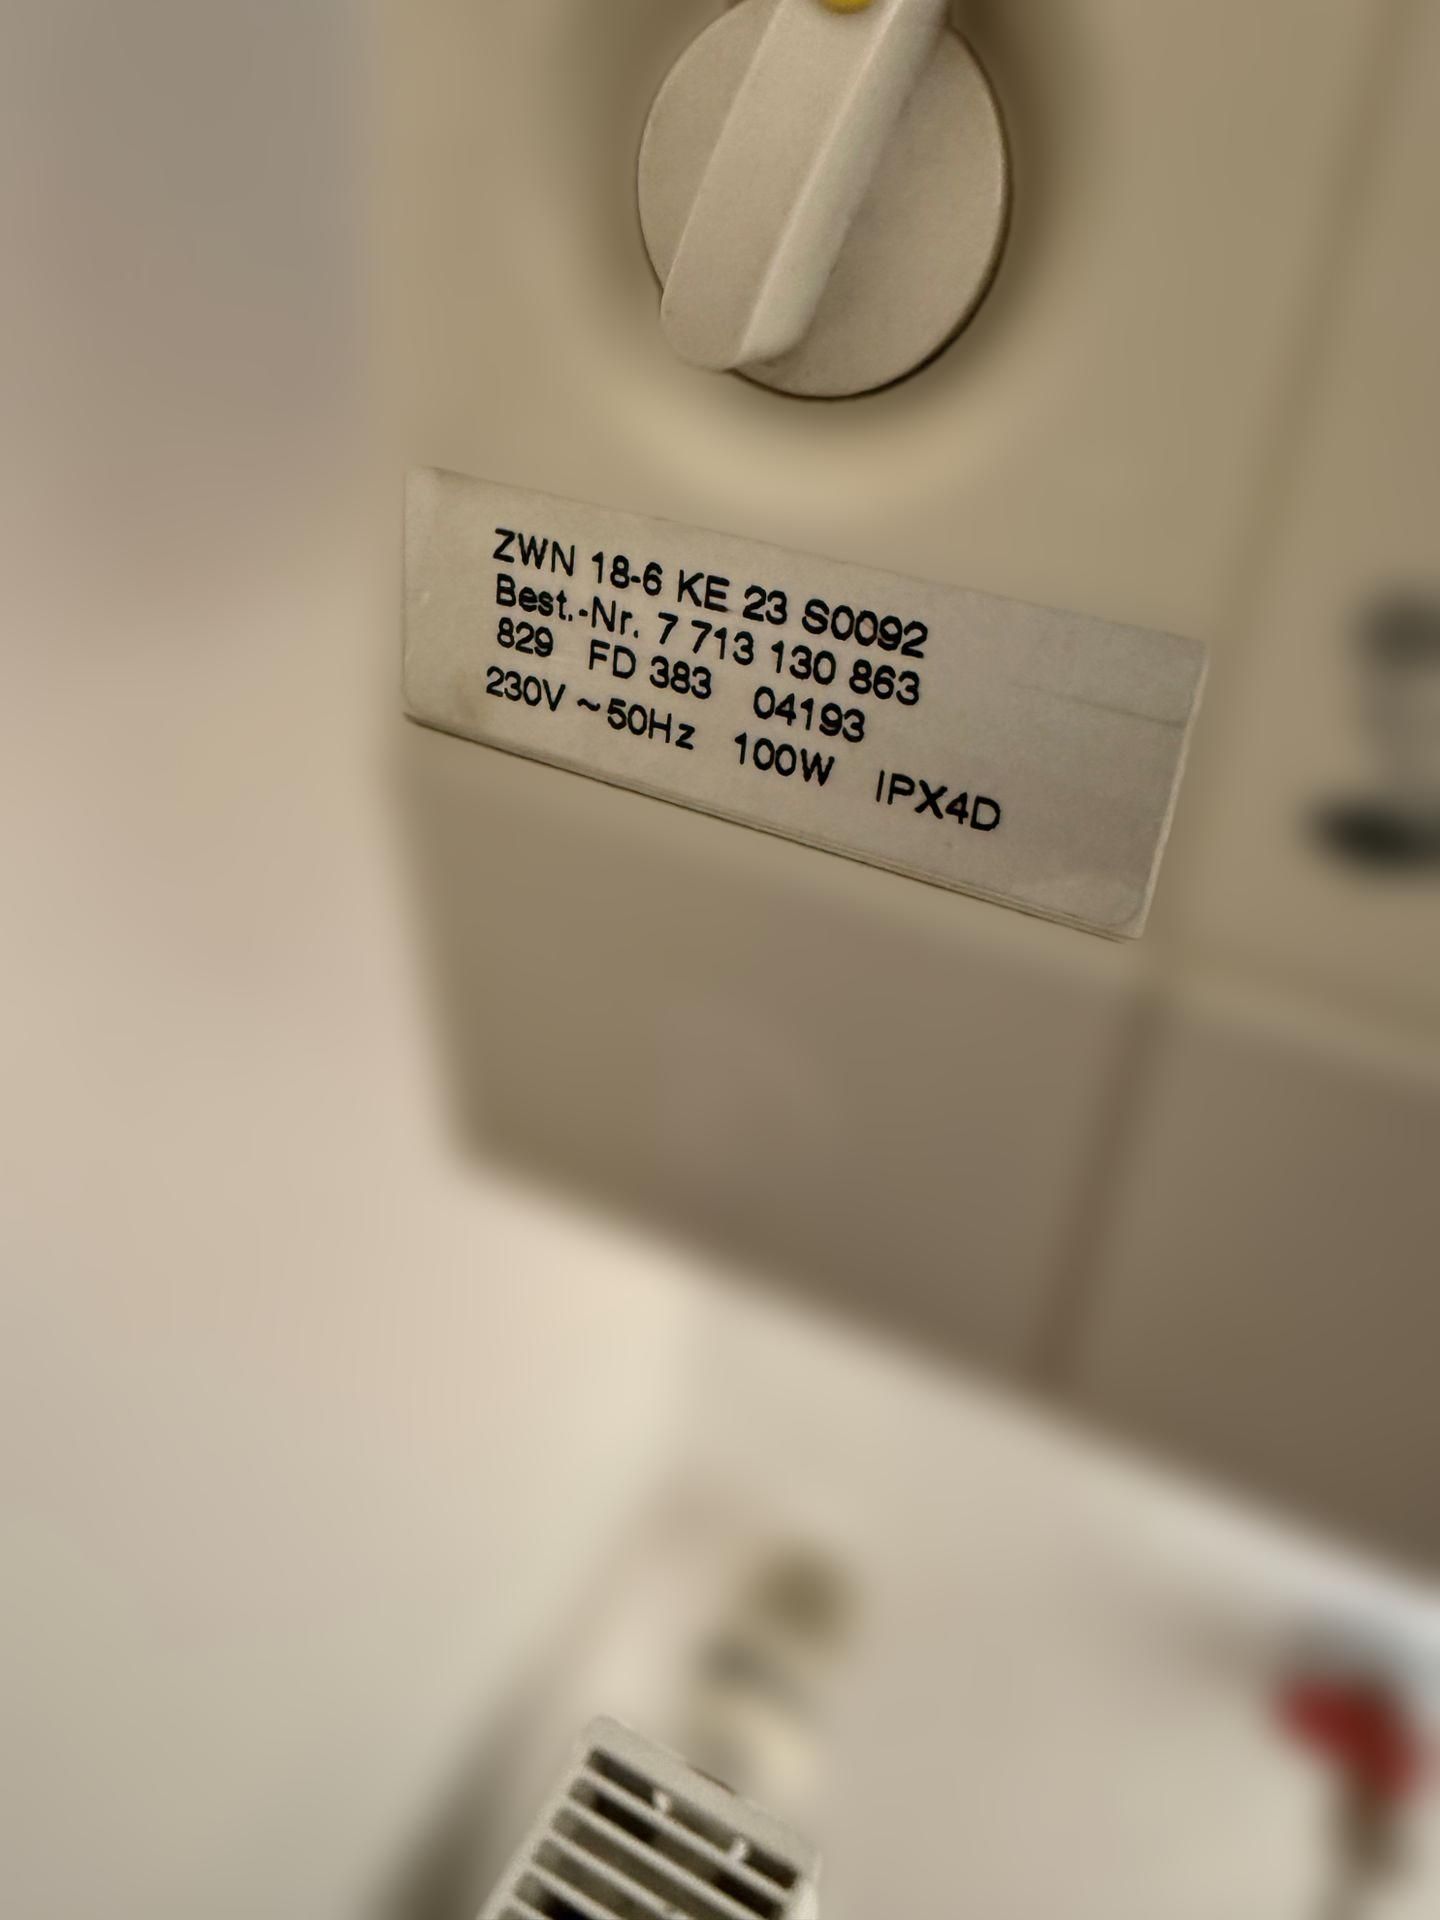 ZWN 18-6 KE 23 S0092
Best.-Nr. 7 713 130 863
829 FD 383 04193
230V ~50Hz 100W IPX4D